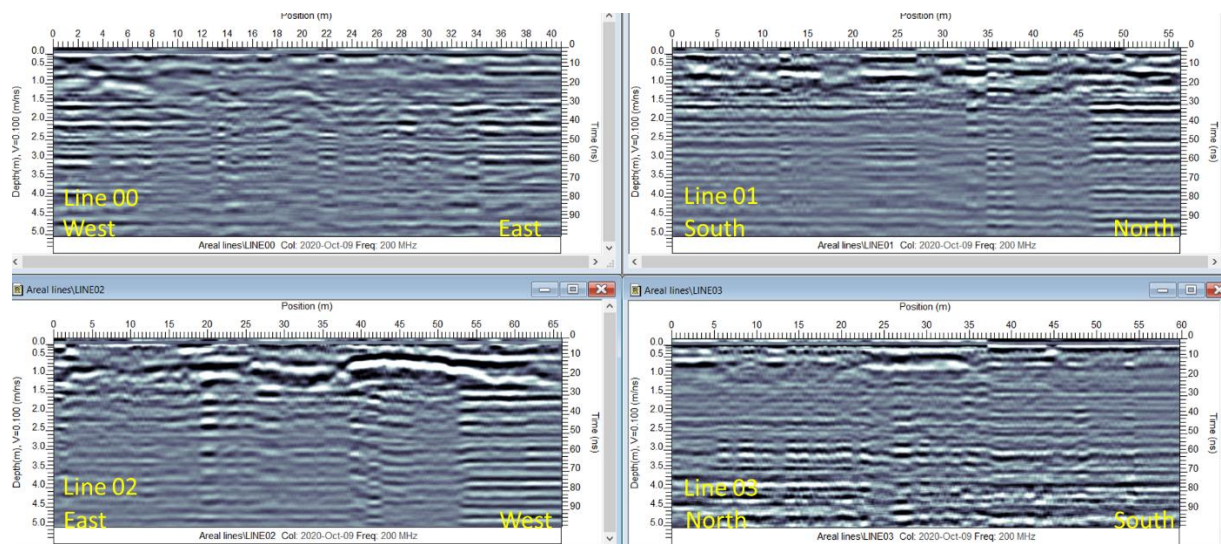 Position (m)
0 2 4 6 8 10 12 14 16 18 20 22 24 26 28 30 32 34 36 38 40
Depth(m), V=0.100 (m/ns)
0.0
0.5
1.0
1.5
2.0
2.5
3.0
3.5
4.0
4.5
5.0
0
10
20
30
40
50
60
70
80
90
Time (ns)
Line 00
West East
Areal lines\LINE00 Col: 2020-Oct-09 Freq: 200 MHz
Position (m)
0 5 10 15 20 25 30 35 40 45 50 55
Depth(m), V=0.100 (m/ns)
0.0
0.5
1.0
1.5
2.0
2.5
3.0
3.5
4.0
4.5
5.0
0
10
20
30
40
50
60
70
80
90
Time (ns)
Line 01
South North
Areal lines\LINE01 Col: 2020-Oct-09 Freq: 200 MHz
Areal lines\LINE02
Position (m)
0 5 10 15 20 25 30 35 40 45 50 55 60 65
Depth(m), V=0.100 (m/ns)
0.0
0.5
1.0
1.5
2.0
2.5
3.0
3.5
4.0
4.5
5.0
0
10
20
30
40
50
60
70
80
90
Time (ns)
Line 02
East West
Areal lines\LINE02 Col: 2020-Oct-09 Freq: 200 MHz
Areal lines\LINE03
Position (m)
0 5 10 15 20 25 30 35 40 45 50 55 60
Depth(m), V=0.100 (m/ns)
0.0
0.5
1.0
1.5
2.0
2.5
3.0
3.5
4.0
4.5
5.0
0
10
20
30
40
50
60
70
80
90
Time (ns)
Line 03
North South
Areal lines\LINE03 Col: 2020-Oct-09 Freq: 200 MHz